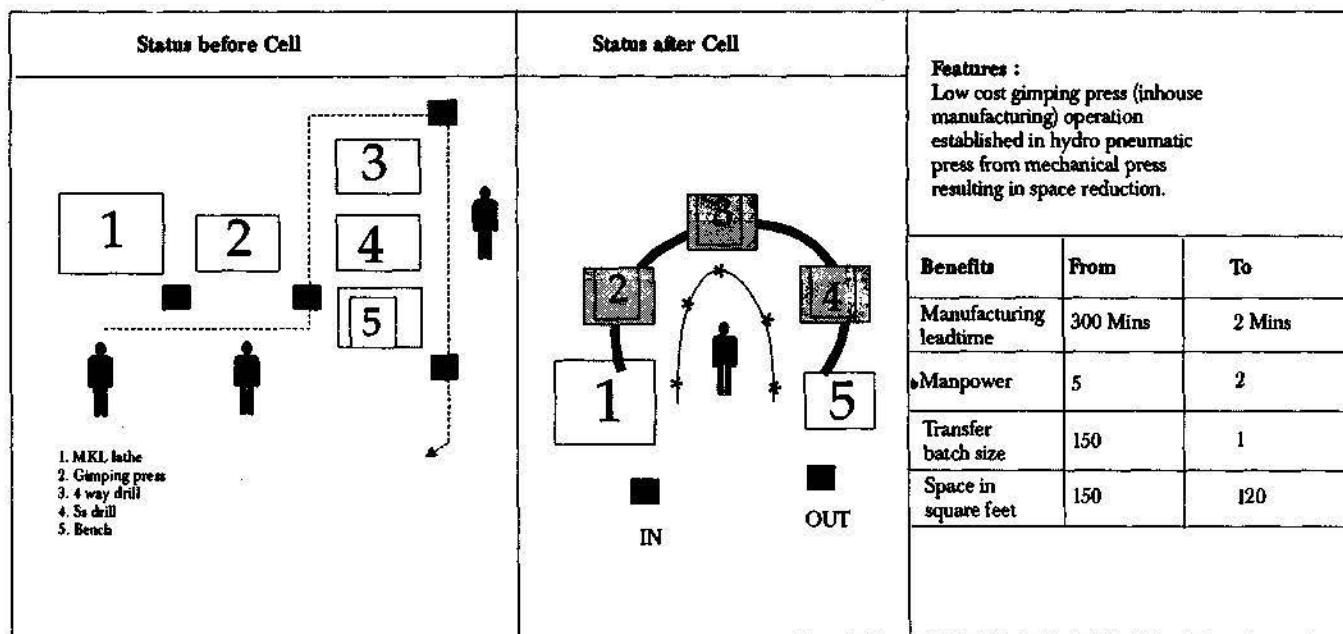 Status before Cell
1
2
3
4
5
1. MKL lathe
2. Gimping press
3. 4 way drill
4. Ss drill
5. Bench
Status after Cell
1
2
3
4
5
IN
OUT
Features :
Low cost gimping press (inhouse
manufacturing) operation
established in hydro pneumatic
press from mechanical press
resulting in space reduction.
Benefits From To
Manufacturing
leadtime 300 Mins 2 Mins
Manpower 5 2
Transfer
batch size 150 1
Space in
square feet 150 120